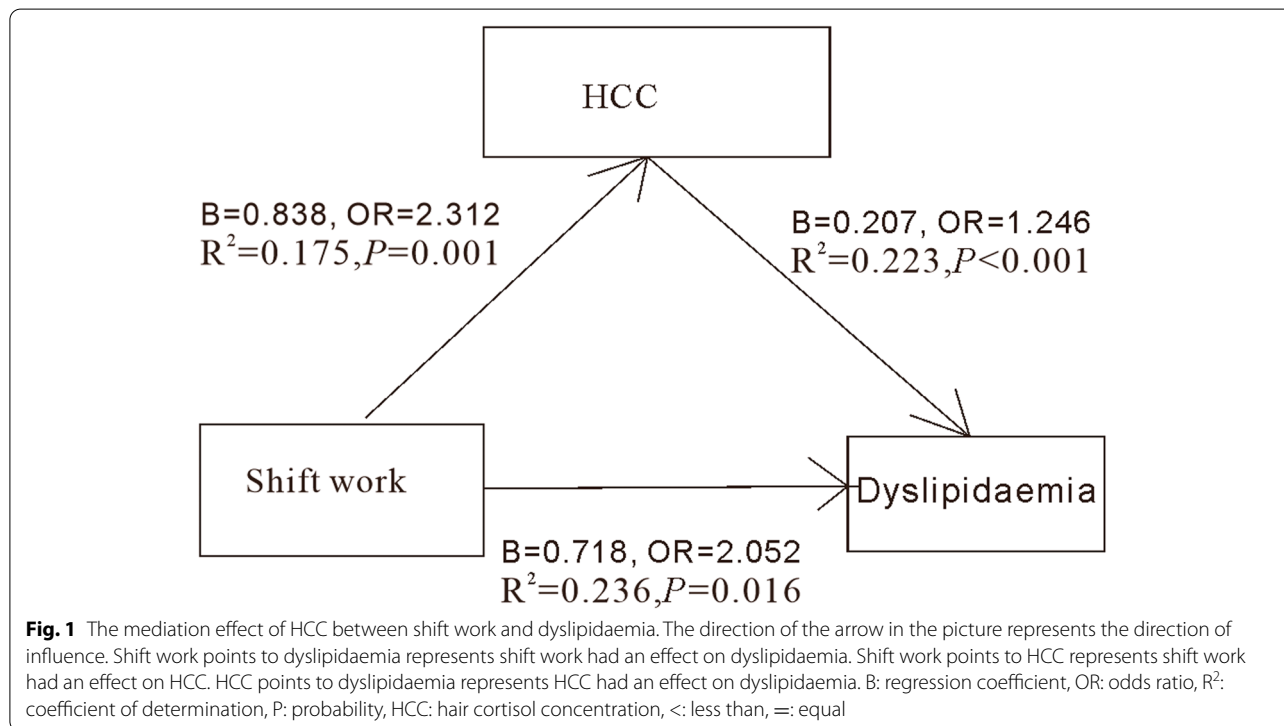 HCC
B=0.838, OR=2.312
R²=0.175,P=0.001
B=0.207, OR=1.246
R²=0.223,P<0.001
Shift work
Dyslipidaemia
B=0.718, OR=2.052
R²=0.236,P=0.016
Fig. 1 The mediation effect of HCC between shift work and dyslipidaemia. The direction of the arrow in the picture represents the direction of
influence. Shift work points to dyslipidaemia represents shift work had an effect on dyslipidaemia. Shift work points to HCC represents shift work
had an effect on HCC. HCC points to dyslipidaemia represents HCC had an effect on dyslipidaemia. B: regression coefficient, OR: odds ratio, R²:
coefficient of determination, P: probability, HCC: hair cortisol concentration, <: less than, =: equal